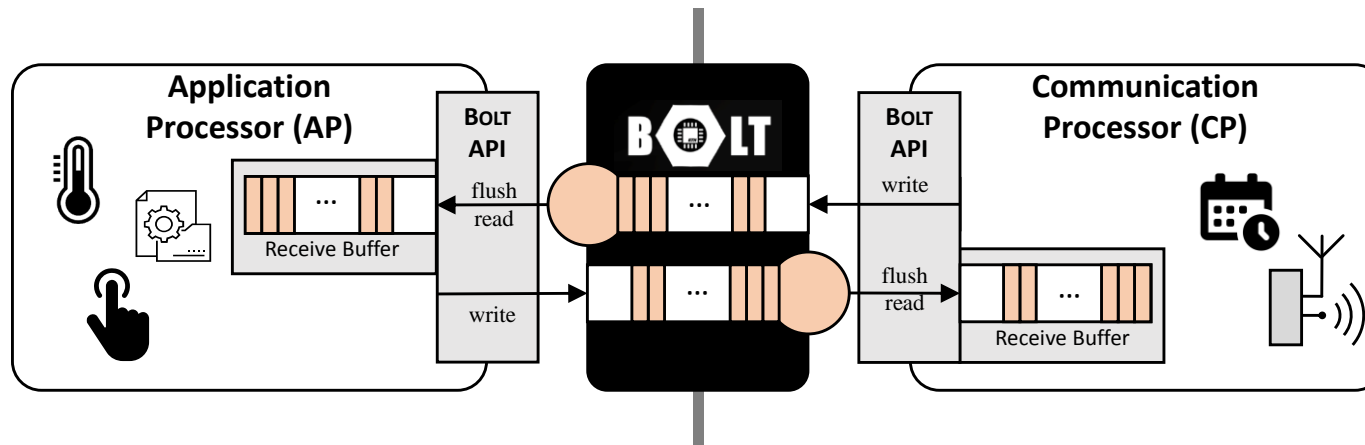 Application
Processor (AP)
BOLT
API
flush
read
...
...
Receive Buffer
write
BOLT
...
...
Communication
Processor (CP)
BOLT
API
write
flush
read
...
Receive Buffer